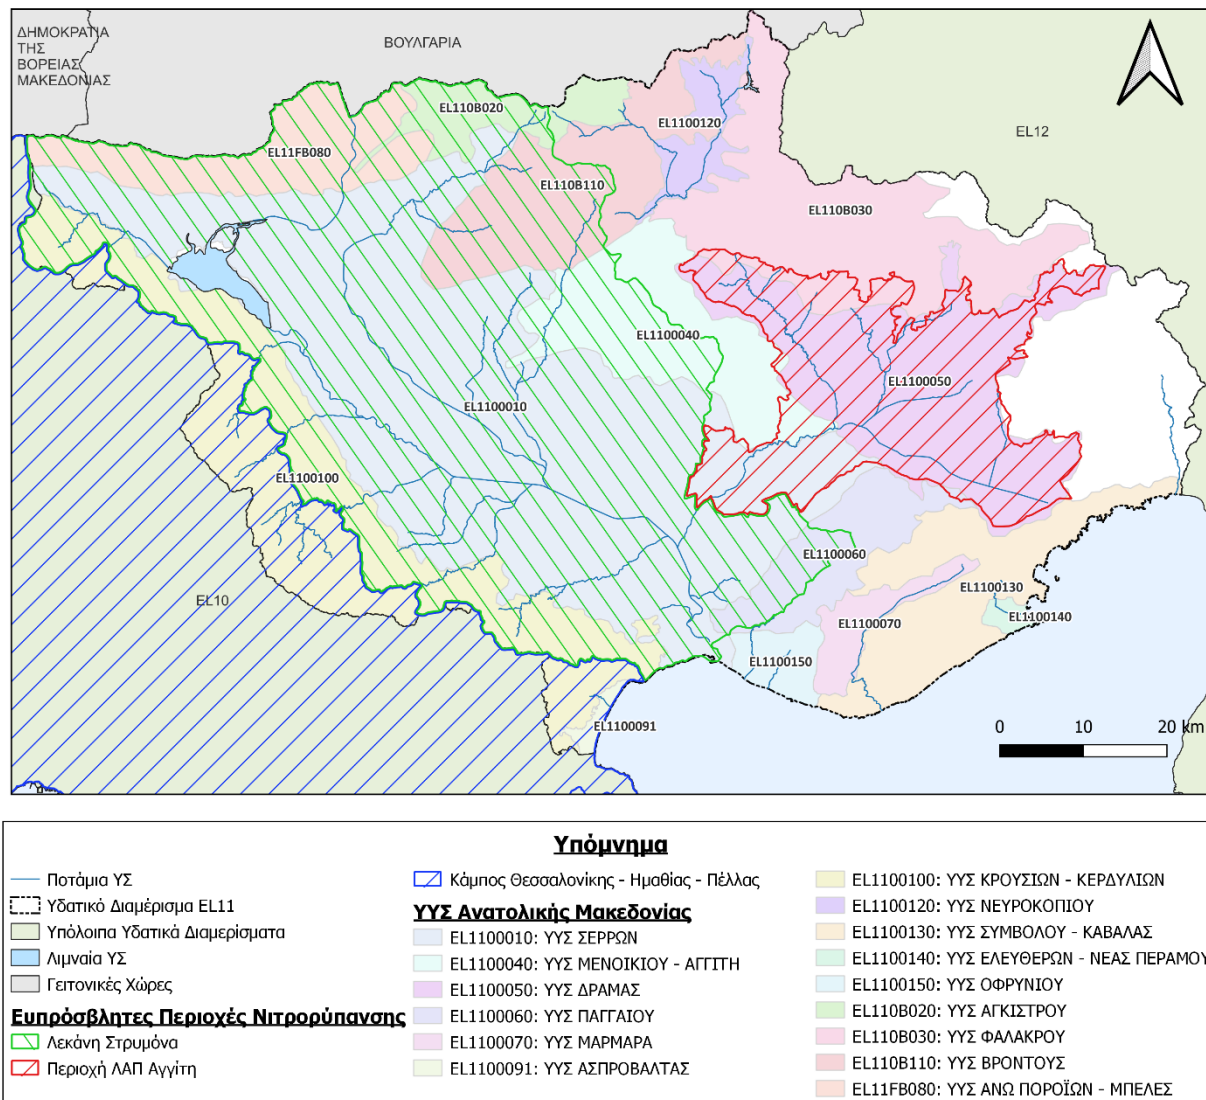 ΔΗΜΟΚΡΑΤΙΑ
ΤΗΣ
ΒΟΡΕΙΑΣ
ΜΑΚΕΔΟΝΙΑΣ
ΒΟΥΛΓΑΡΙΑ
EL110B020
EL1100120
EL12
EL11FB080
EL110B110
EL110B030
EL1100040
EL1100050
EL1100010
EL1100100
EL1100060
EL10
EL1100130
EL1100140
EL1100070
EL1100150
EL1100091
0 10 20 km
Υπόμνημα
Ποτάμια ΥΣ
Υδατικό Διαμέρισμα EL11
Υπόλοιπα Υδατικά Διαμερίσματα
Λιμναία ΥΣ
Γειτονικές Χώρες
Ευπρόσβλητες Περιοχές Νιτρορύπανσης
Λεκάνη Στρυμόνα
Περιοχή ΛΑΠ Αγγίτη
Κάμπος Θεσσαλονίκης - Ημαθίας - Πέλλας
ΥΥΣ Ανατολικής Μακεδονίας
EL1100010: ΥΥΣ ΣΕΡΡΩΝ
EL1100040: ΥΥΣ ΜΕΝΟΙΚΙΟΥ - ΑΓΓΙΤΗ
EL1100050: ΥΥΣ ΔΡΑΜΑΣ
EL1100060: ΥΥΣ ΠΑΓΓΑΙΟΥ
EL1100070: ΥΥΣ ΜΑΡΜΑΡΑ
EL1100091: ΥΥΣ ΑΣΠΡΟΒΑΛΤΑΣ
EL1100100: ΥΥΣ ΚΡΟΥΣΙΩΝ - ΚΕΡΔΥΛΙΩΝ
EL1100120: ΥΥΣ ΝΕΥΡΟΚΟΠΙΟΥ
EL1100130: ΥΥΣ ΣΥΜΒΟΛΟΥ - ΚΑΒΑΛΑΣ
EL1100140: ΥΥΣ ΕΛΕΥΘΕΡΩΝ - ΝΕΑΣ ΠΕΡΑΜΟΥ
EL1100150: ΥΥΣ ΟΦΡΥΝΙΟΥ
EL110B020: ΥΥΣ ΑΓΚΙΣΤΡΟΥ
EL110B030: ΥΥΣ ΦΑΛΑΚΡΟΥ
EL110B110: ΥΥΣ ΒΡΟΝΤΟΥΣ
EL11FB080: ΥΥΣ ΑΝΩ ΠΟΡΟΪΩΝ - ΜΠΕΛΕΣ